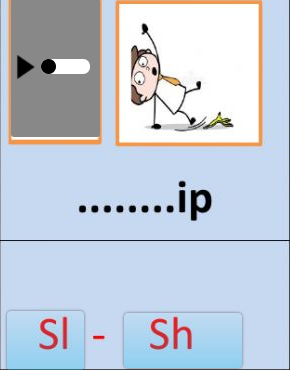 ........ip
Sl - Sh